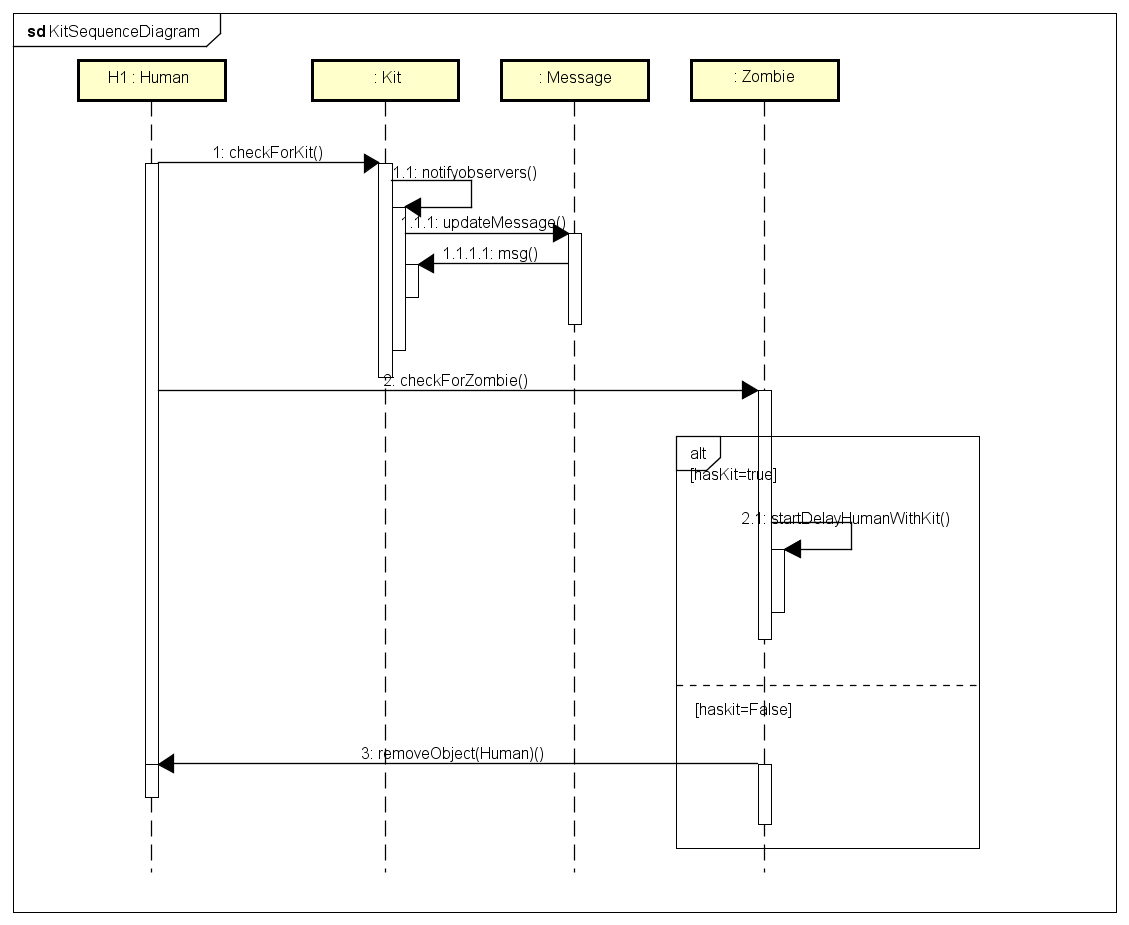 sd KitSequenceDiagram
H1 : Human
: Kit
: Message
: Zombie
1: checkForKit()
1.1: notifyobservers()
1.1.1: updateMessage()
1.1.1.1: msg()
2: checkForZombie()
alt
[hasKit=true]
2.1: startDelayHumanWithKit()
[haskit=False]
3: removeObject(Human)()